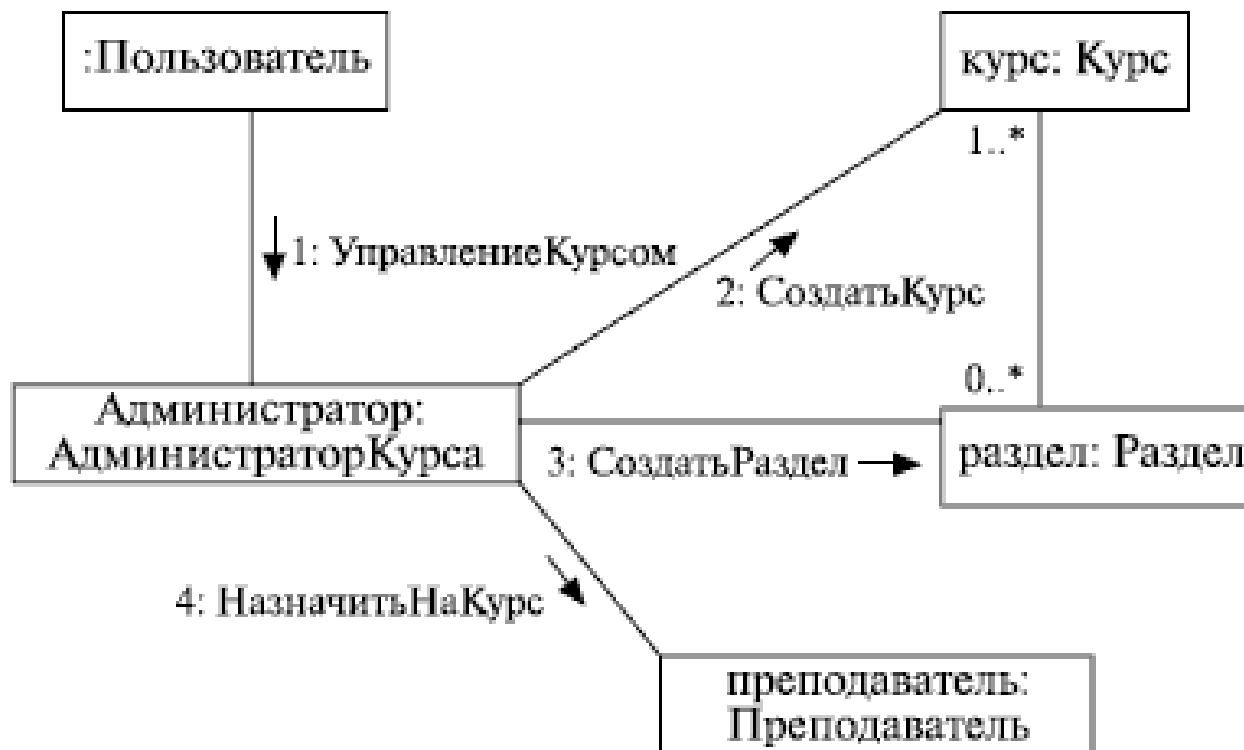 :Пользователь
курс: Курс
1..*
1: УправлениеКурсом
2: СоздатьКурс
0..*
Администратор:
АдминистраторКурса
3: СоздатьРаздел
раздел: Раздел
4: НазначитьНаКурс
преподаватель:
Преподаватель